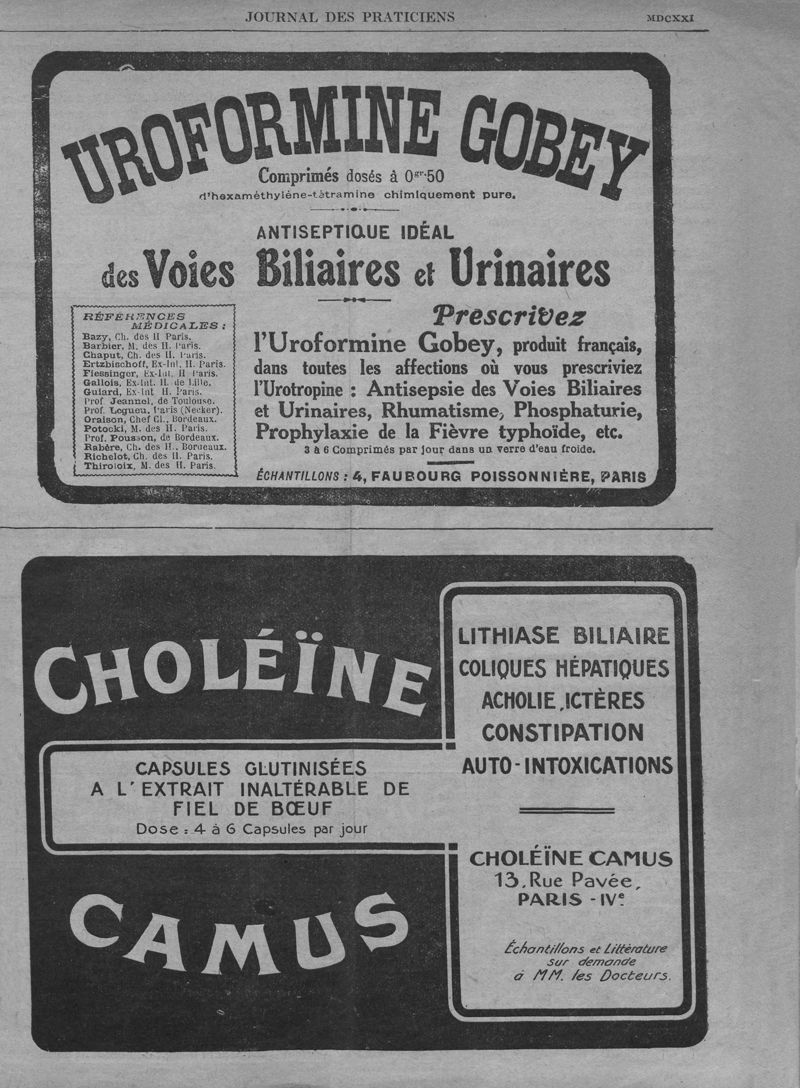 JOURNAL DES PRATICIENS
MDCXXI
UROFORMINE GOBEY
Comprimés dosés à 0gr.50
d'hexaméthylène-tétramine chimiquement pure.
ANTISEPTIQUE IDÉAL
des Voies Biliaires et Urinaires
RÉFÉRENCES
MÉDICALES :
Bazy, Ch. des H Paris.
Barbier, M. des H. Paris.
Chaput, Ch. des H. Paris.
Ertzbischoff, Ex-Int. H. Paris.
Fiessinger, Ex-Int. H. Paris.
Gallois, Ex-Int. H. de Lille.
Guiard, Ex-Int H. Paris.
Prof. Jeannel, de Toulouse.
Prof. Legueu, Paris (Necker).
Oraison, Chef Cl., Bordeaux.
Potocki, M. des H. Paris.
Prof. Pousson, de Bordeaux.
Rabère, Ch. des H., Bordeaux.
Richelot, Ch. des H. Paris.
Thiroloix, M. des H. Paris.
Prescrivez
l'Uroformine Gobey, produit français,
dans toutes les affections où vous prescriviez
l'Urotropine : Antisepsie des Voies Biliaires
et Urinaires, Rhumatisme, Phosphaturie,
Prophylaxie de la Fièvre typhoïde, etc.
3 à 6 Comprimés par jour dans un verre d'eau froide.
ÉCHANTILLONS : 4, FAUBOURG POISSONNIÈRE, PARIS
CHOLÉÏNE
CAPSULES GLUTINISÉES
A L'EXTRAIT INALTÉRABLE DE
FIEL DE BŒUF
Dose : 4 à 6 Capsules par jour
CAMUS
LITHIASE BILIAIRE
COLIQUES HÉPATIQUES
ACHOLIE, ICTÈRES
CONSTIPATION
AUTO-INTOXICATIONS
CHOLÉÏNE CAMUS
13, Rue Pavée,
PARIS - IVe
Échantillons et Littérature
sur demande
à MM. les Docteurs.